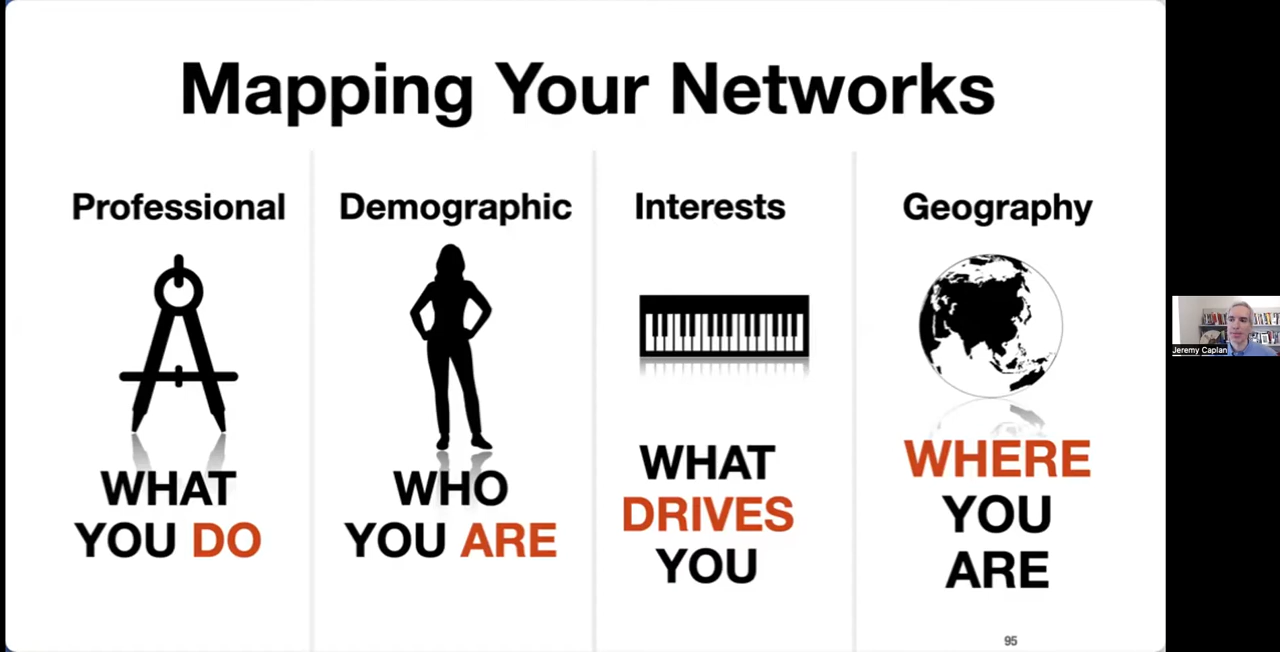 Mapping Your Networks
Professional
WHAT
YOU DO
Demographic
WHO
YOU ARE
Interests
WHAT
DRIVES
YOU
Geography
WHERE
YOU
ARE
95
Jeremy Caplan